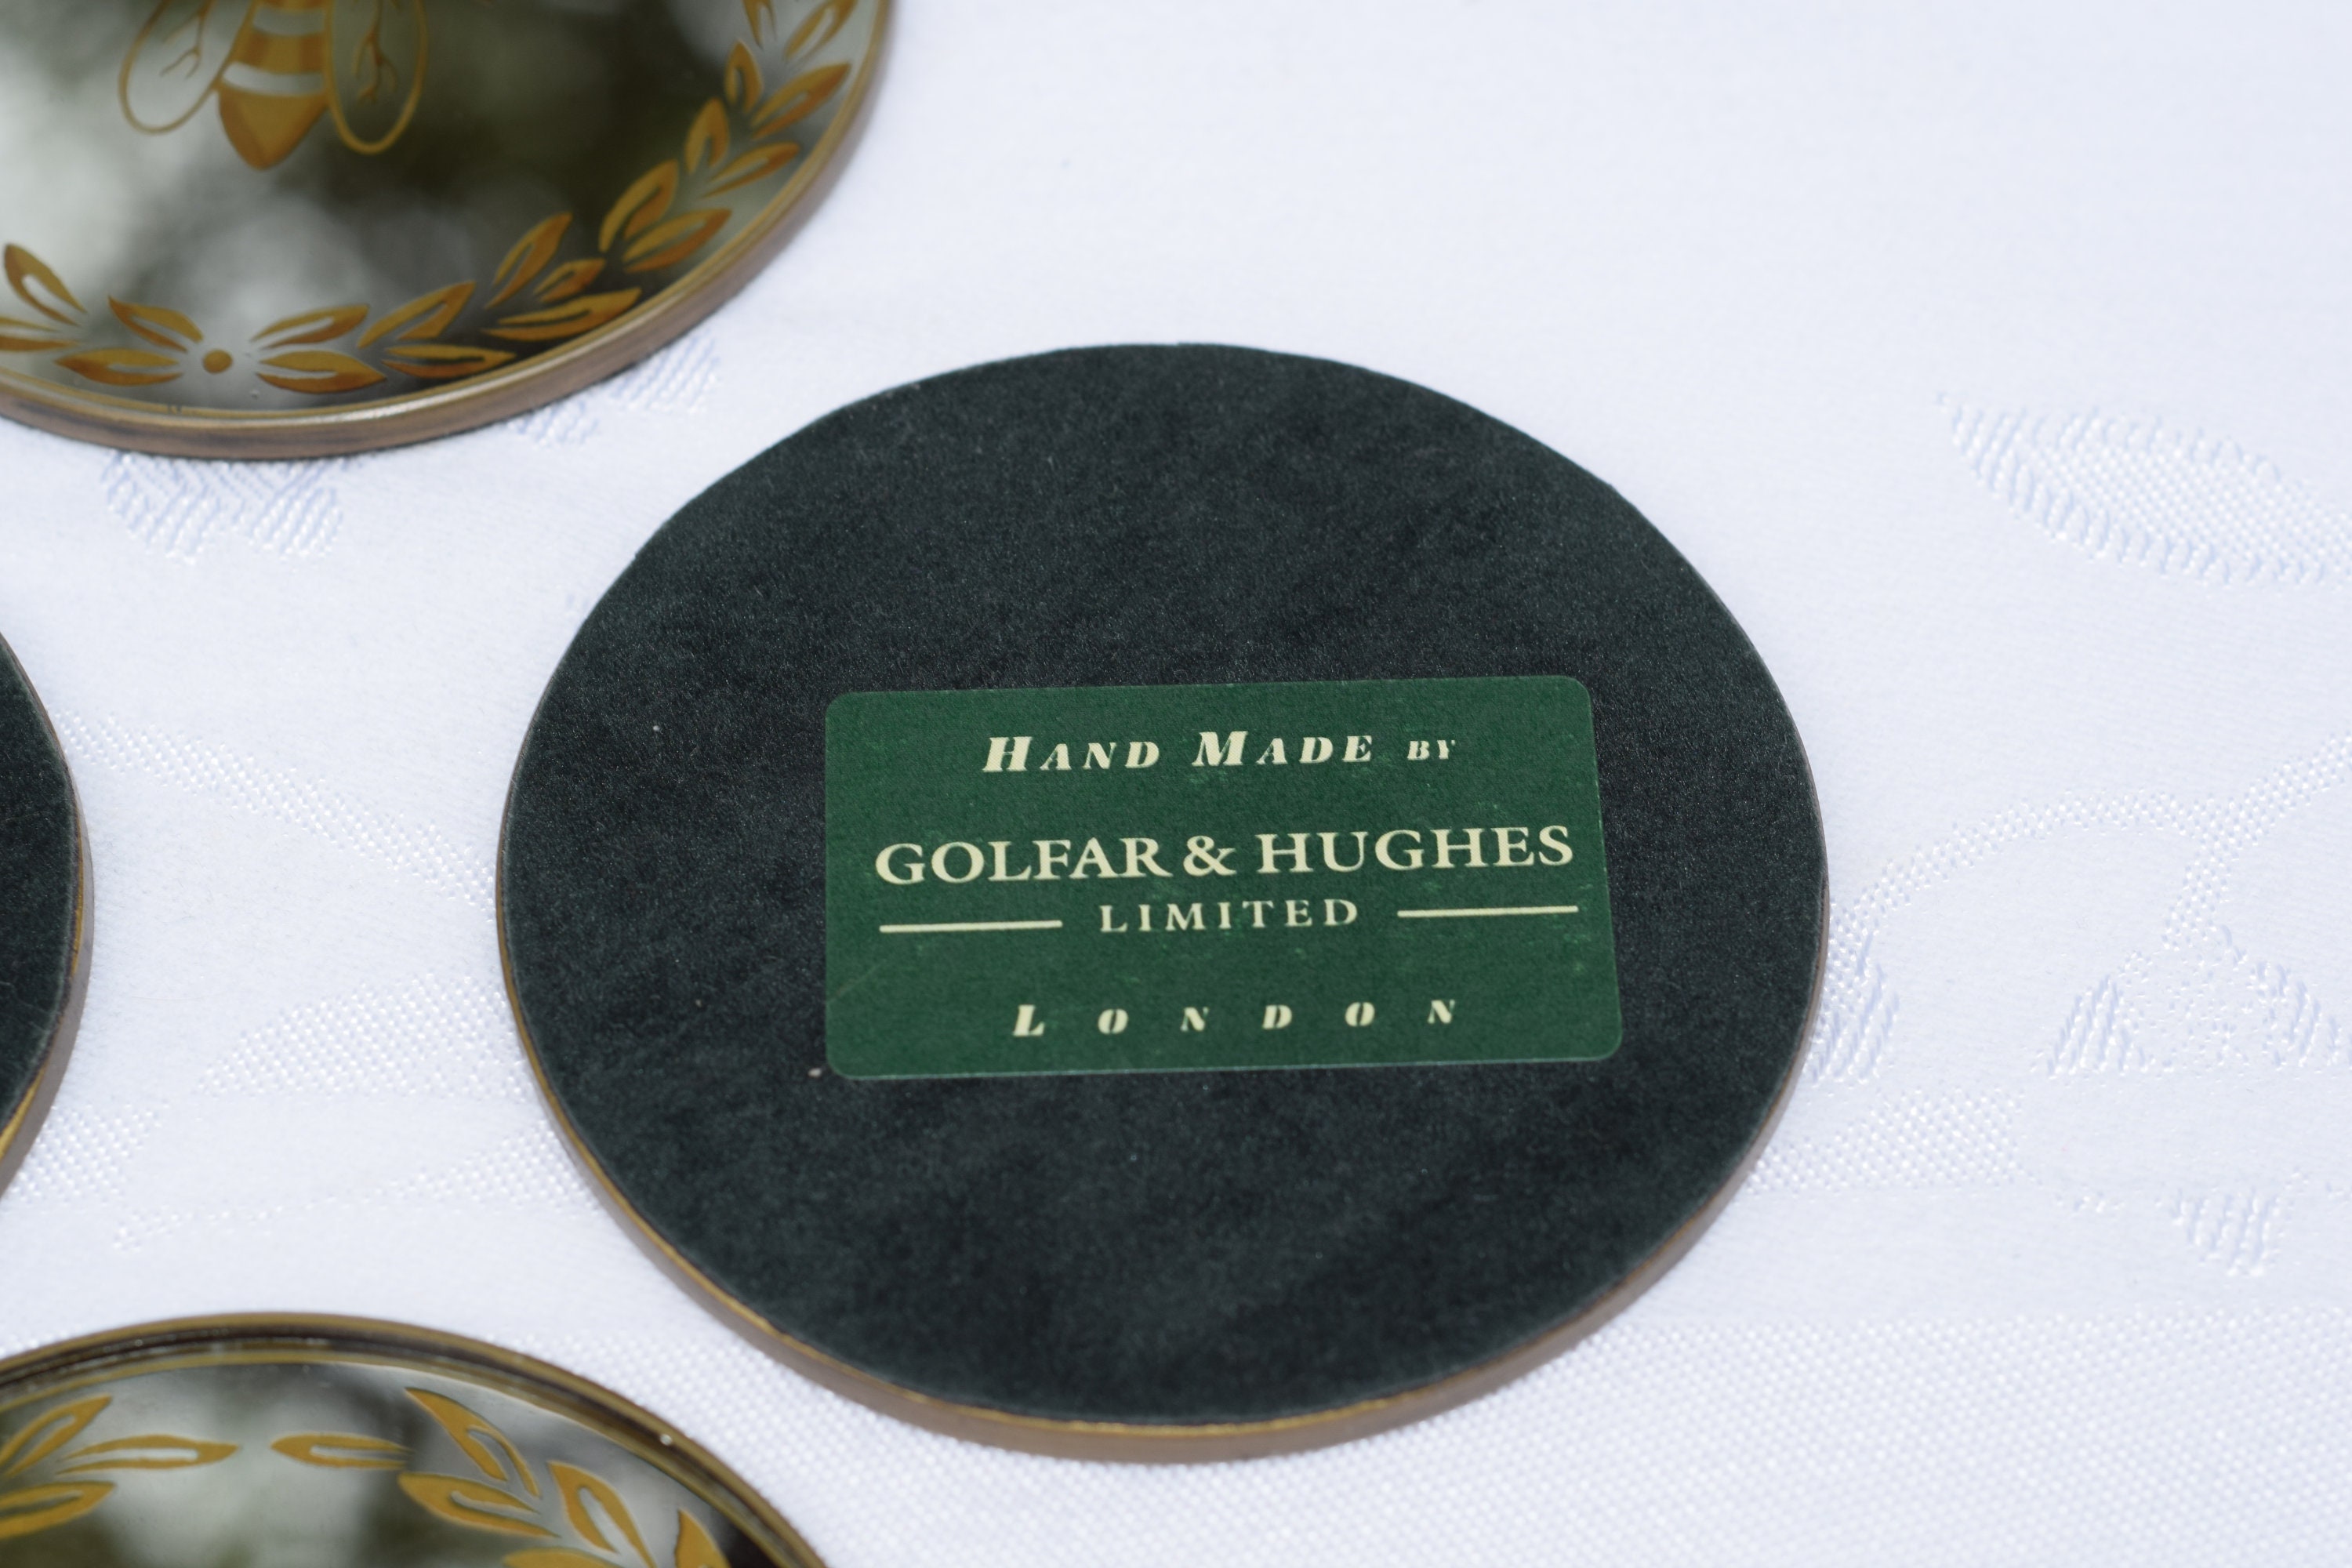 HAND MADE BY
GOLFAR & HUGHES
LIMITED
LONDON